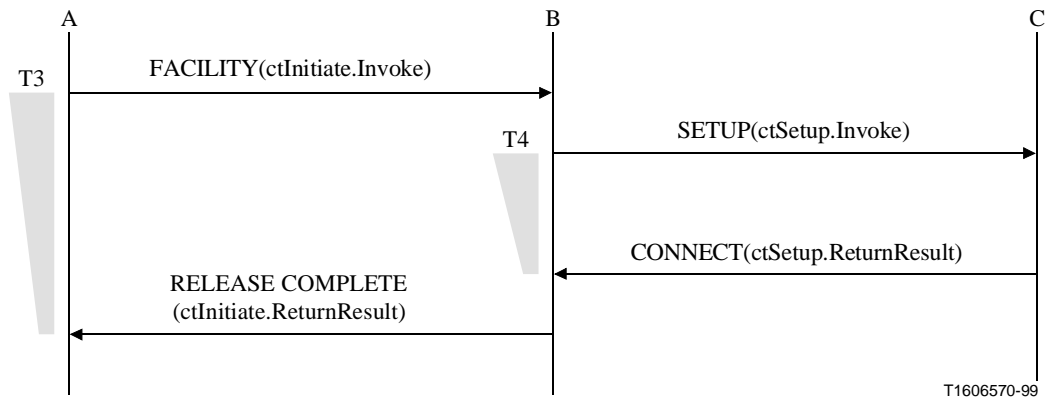 A
B
C
T3
FACILITY(ctInitiate.Invoke)
SETUP(ctSetup.Invoke)
T4
CONNECT(ctSetup.ReturnResult)
RELEASE COMPLETE
(ctInitiate.ReturnResult)
T1606570-99